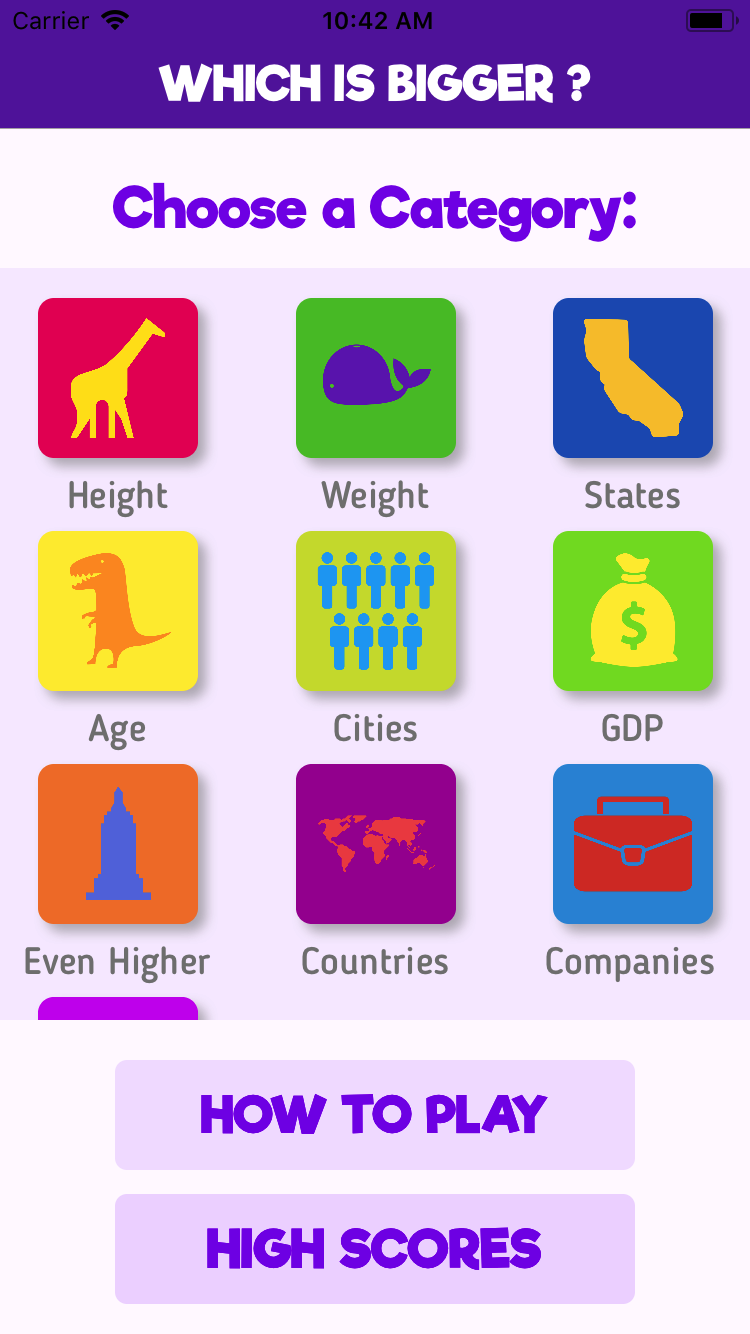 Carrier 10:42 AM
WHICH IS BIGGER ?
Choose a Category:
Height Weight States
$
Age Cities GDP
Even Higher Countries Companies
HOW TO PLAY
HIGH SCORES